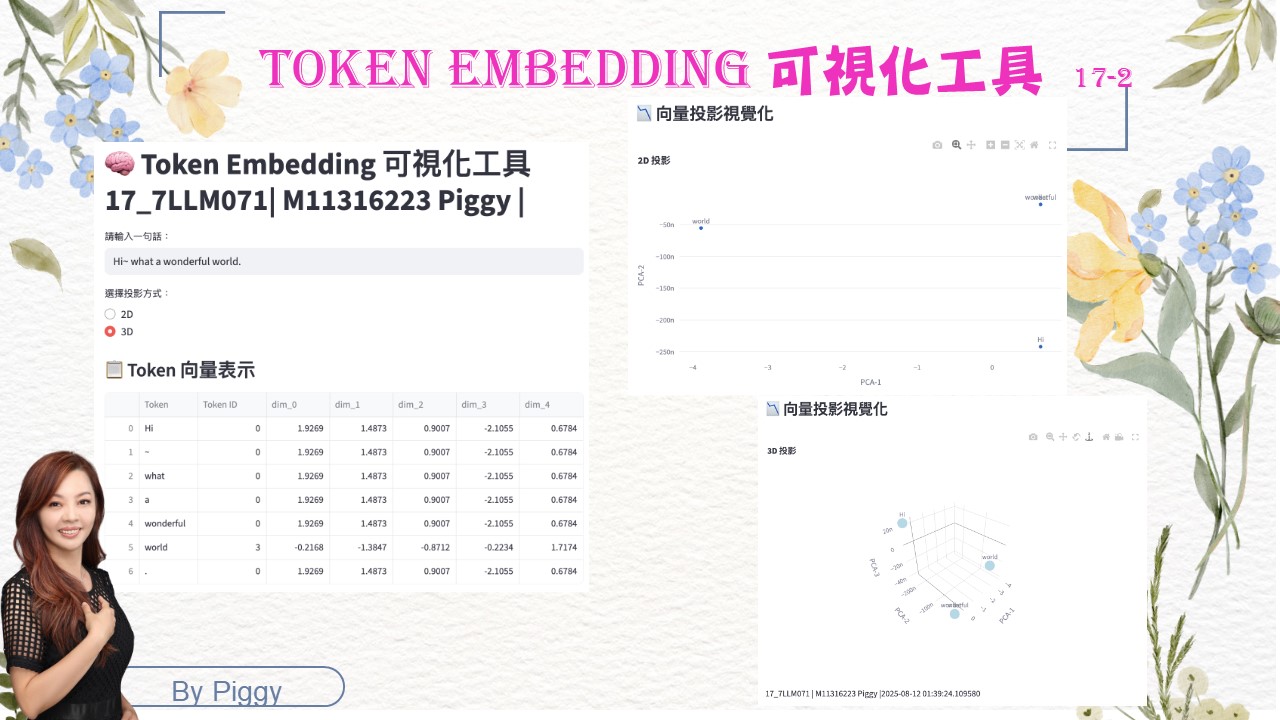 TOKEN EMBEDDING 可視化工具 17-2
🧠 Token Embedding 可視化工具
17_7LLM071| M11316223 Piggy |
請輸入一句話：
Hi~ what a wonderful world.
選擇投影方式：
2D
3D
📋 Token 向量表示
Token Token ID dim_0 dim_1 dim_2 dim_3 dim_4
0 Hi 0 1.9269 1.4873 0.9007 -2.1055 0.6784
1 ~ 0 1.9269 1.4873 0.9007 -2.1055 0.6784
2 what 0 1.9269 1.4873 0.9007 -2.1055 0.6784
3 a 0 1.9269 1.4873 0.9007 -2.1055 0.6784
4 wonderful 0 1.9269 1.4873 0.9007 -2.1055 0.6784
5 world 3 -0.2168 -1.3847 -0.8712 -0.2234 1.7174
6 . 0 1.9269 1.4873 0.9007 -2.1055 0.6784
By Piggy
📉 向量投影視覺化
2D 投影
world
−50n
−100n
−150n
−200n
Hi
−250n
−4 −3 −2 −1 0
PCA-1
PCA-2
📉 向量投影視覺化
3D 投影
Hi
20n
0
−20n
−40n
world
PCA-3
−200n
−100n
0
PCA-2
−1
−2
−3
−4
PCA-1
17_7LLM071 | M11316223 Piggy |2025-08-12 01:39:24.109580